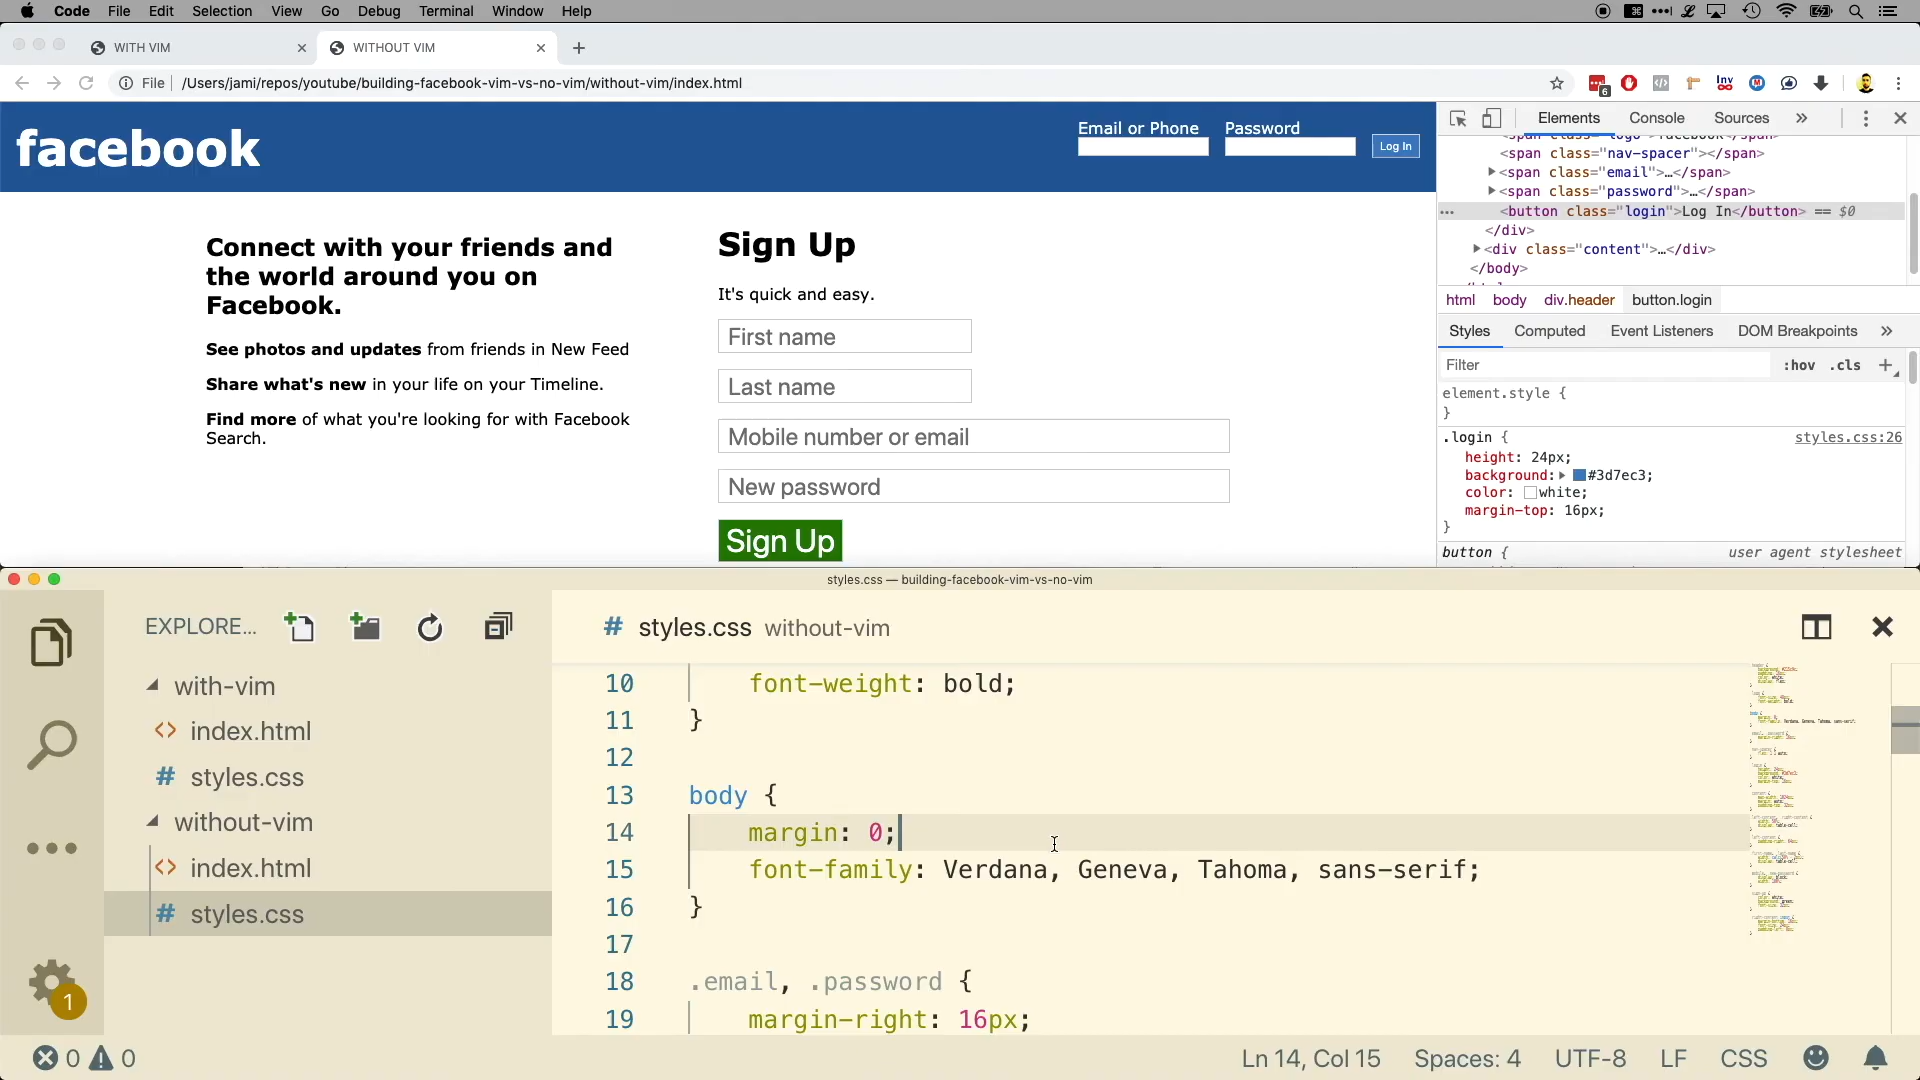 Code File Edit Selection View Go Debug Terminal Window Help
WITH VIM
WITHOUT VIM
File /Users/jami/repos/youtube/building-facebook-vim-vs-no-vim/without-vim/index.html
6
Inv
facebook
Email or Phone
Password
Log In
Connect with your friends and
the world around you on
Facebook.
See photos and updates from friends in New Feed
Share what's new in your life on your Timeline.
Find more of what you're looking for with Facebook
Search.
Sign Up
It's quick and easy.
First name
Last name
Mobile number or email
New password
Sign Up
Elements Console Sources »
<span class="nav-spacer"></span>
<span class="email">…</span>
<span class="password">…</span>
<button class="login">Log In</button> == $0
</div>
<div class="content">…</div>
</body>
html body div.header button.login
Styles Computed Event Listeners DOM Breakpoints »
Filter :hov .cls +
element.style {
}
.login { styles.css:26
height: 24px;
background: #3d7ec3;
color: white;
margin-top: 16px;
}
button { user agent stylesheet
styles.css — building-facebook-vim-vs-no-vim
EXPLORE...
with-vim
<> index.html
# styles.css
without-vim
<> index.html
# styles.css
1
# styles.css without-vim
10 font-weight: bold;
11 }
12
13 body {
14 margin: 0;
15 font-family: Verdana, Geneva, Tahoma, sans-serif;
16 }
17
18 .email, .password {
19 margin-right: 16px;
0 0
Ln 14, Col 15 Spaces: 4 UTF-8 LF CSS